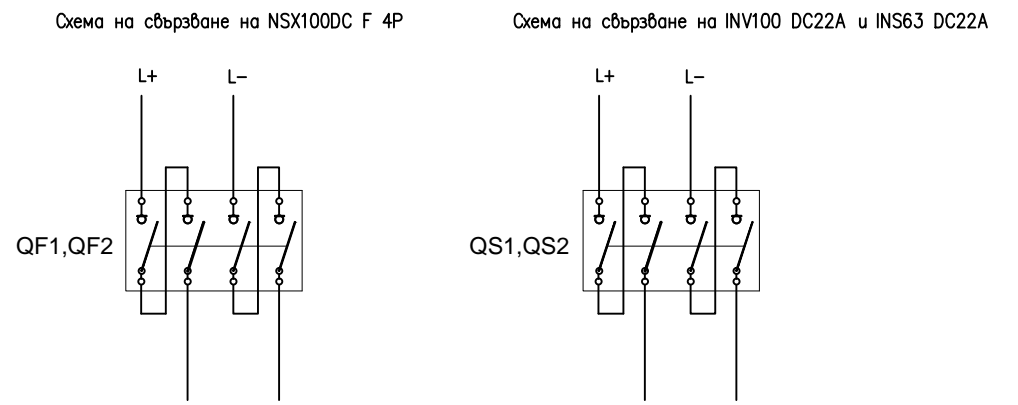 Схема на свързване на NSX100DC F 4P
Схема на свързване на INV100 DC22A и INS63 DC22A
L+ L−
L+ L−
QF1,QF2
QS1,QS2